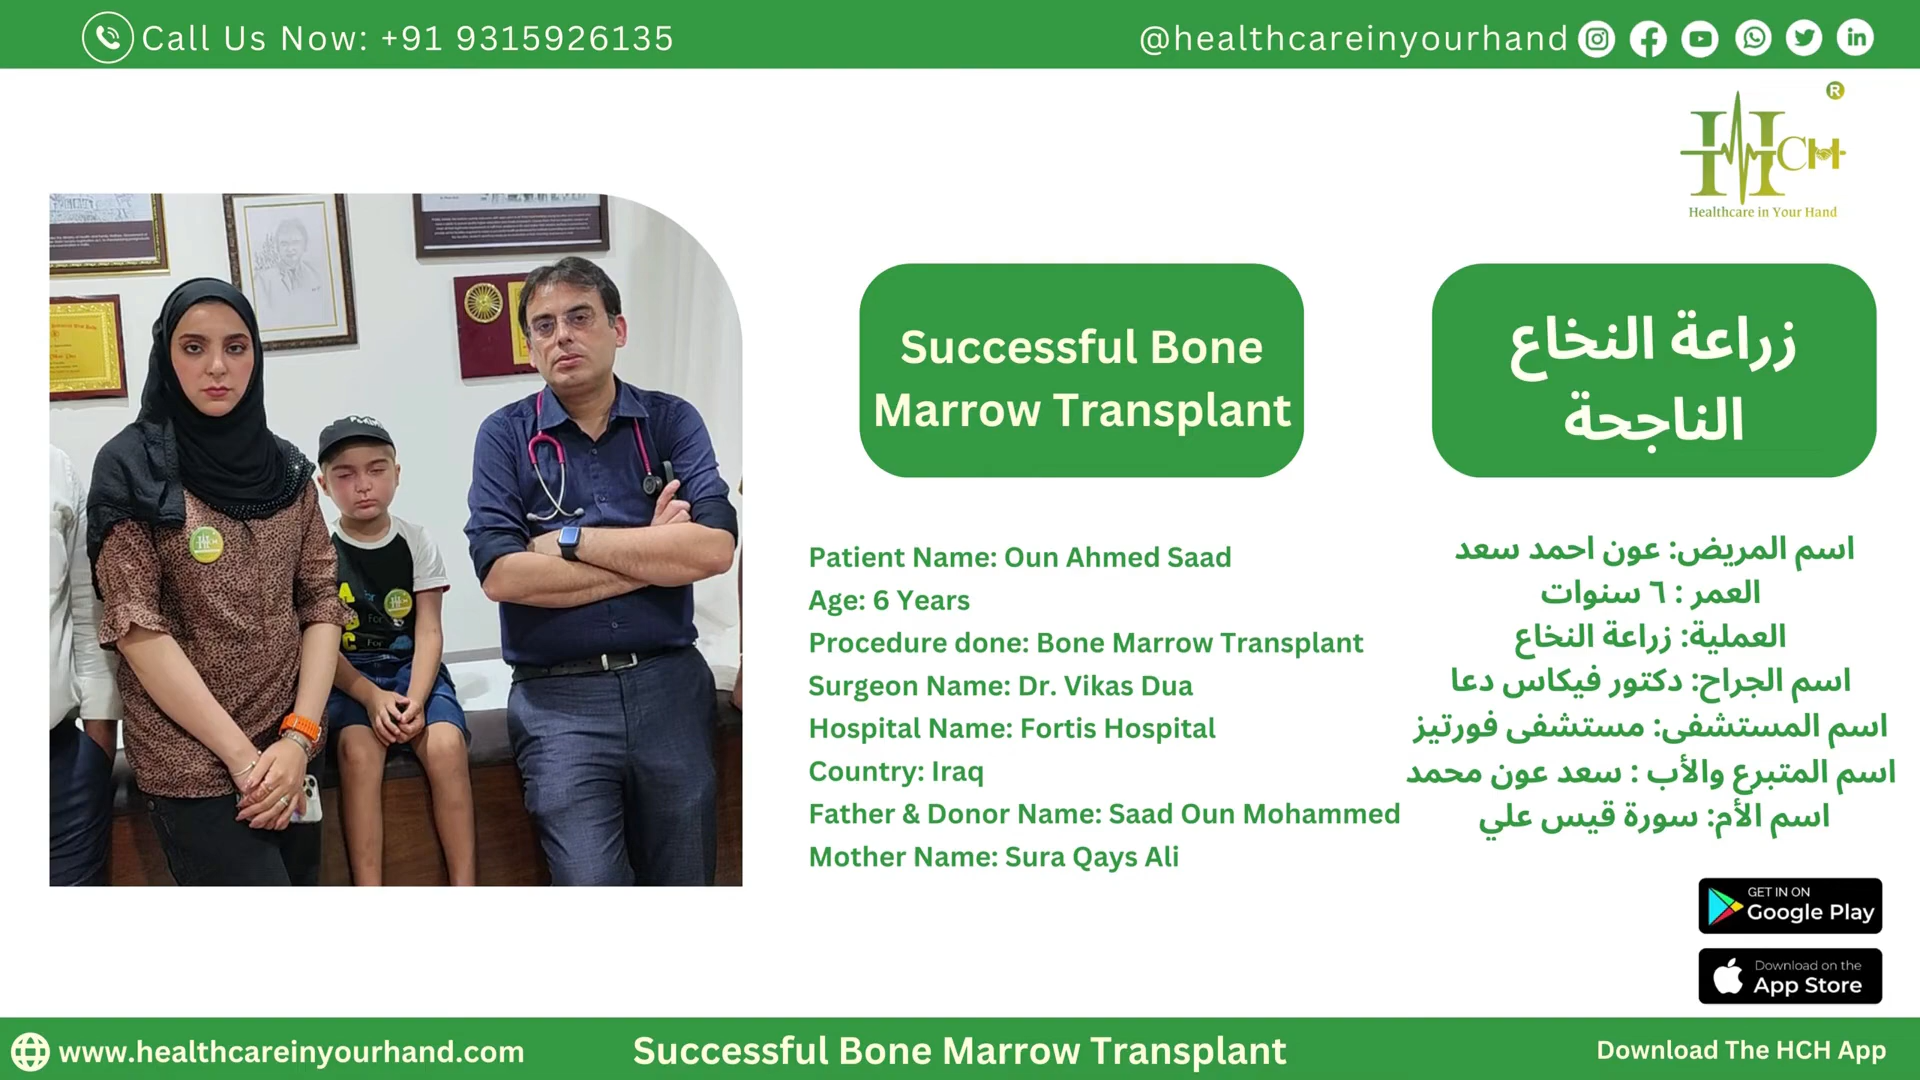 Call Us Now: +91 9315926135
@healthcareinyourhand
R
HCH
Healthcare in Your Hand
Successful Bone
Marrow Transplant
زراعة النخاع
الناجحة
Patient Name: Oun Ahmed Saad
Age: 6 Years
Procedure done: Bone Marrow Transplant
Surgeon Name: Dr. Vikas Dua
Hospital Name: Fortis Hospital
Country: Iraq
Father & Donor Name: Saad Oun Mohammed
Mother Name: Sura Qays Ali
اسم المريض: عون احمد سعد
العمر : ٦ سنوات
العملية: زراعة النخاع
اسم الجراح: دكتور فيكاس دعا
اسم المستشفى: مستشفى فورتيز
اسم المتبرع والأب : سعد عون محمد
اسم الأم: سورة قيس علي
A for
B for
C For
GET IN ON
Google Play
Download on the
App Store
www.healthcareinyourhand.com
Successful Bone Marrow Transplant
Download The HCH App